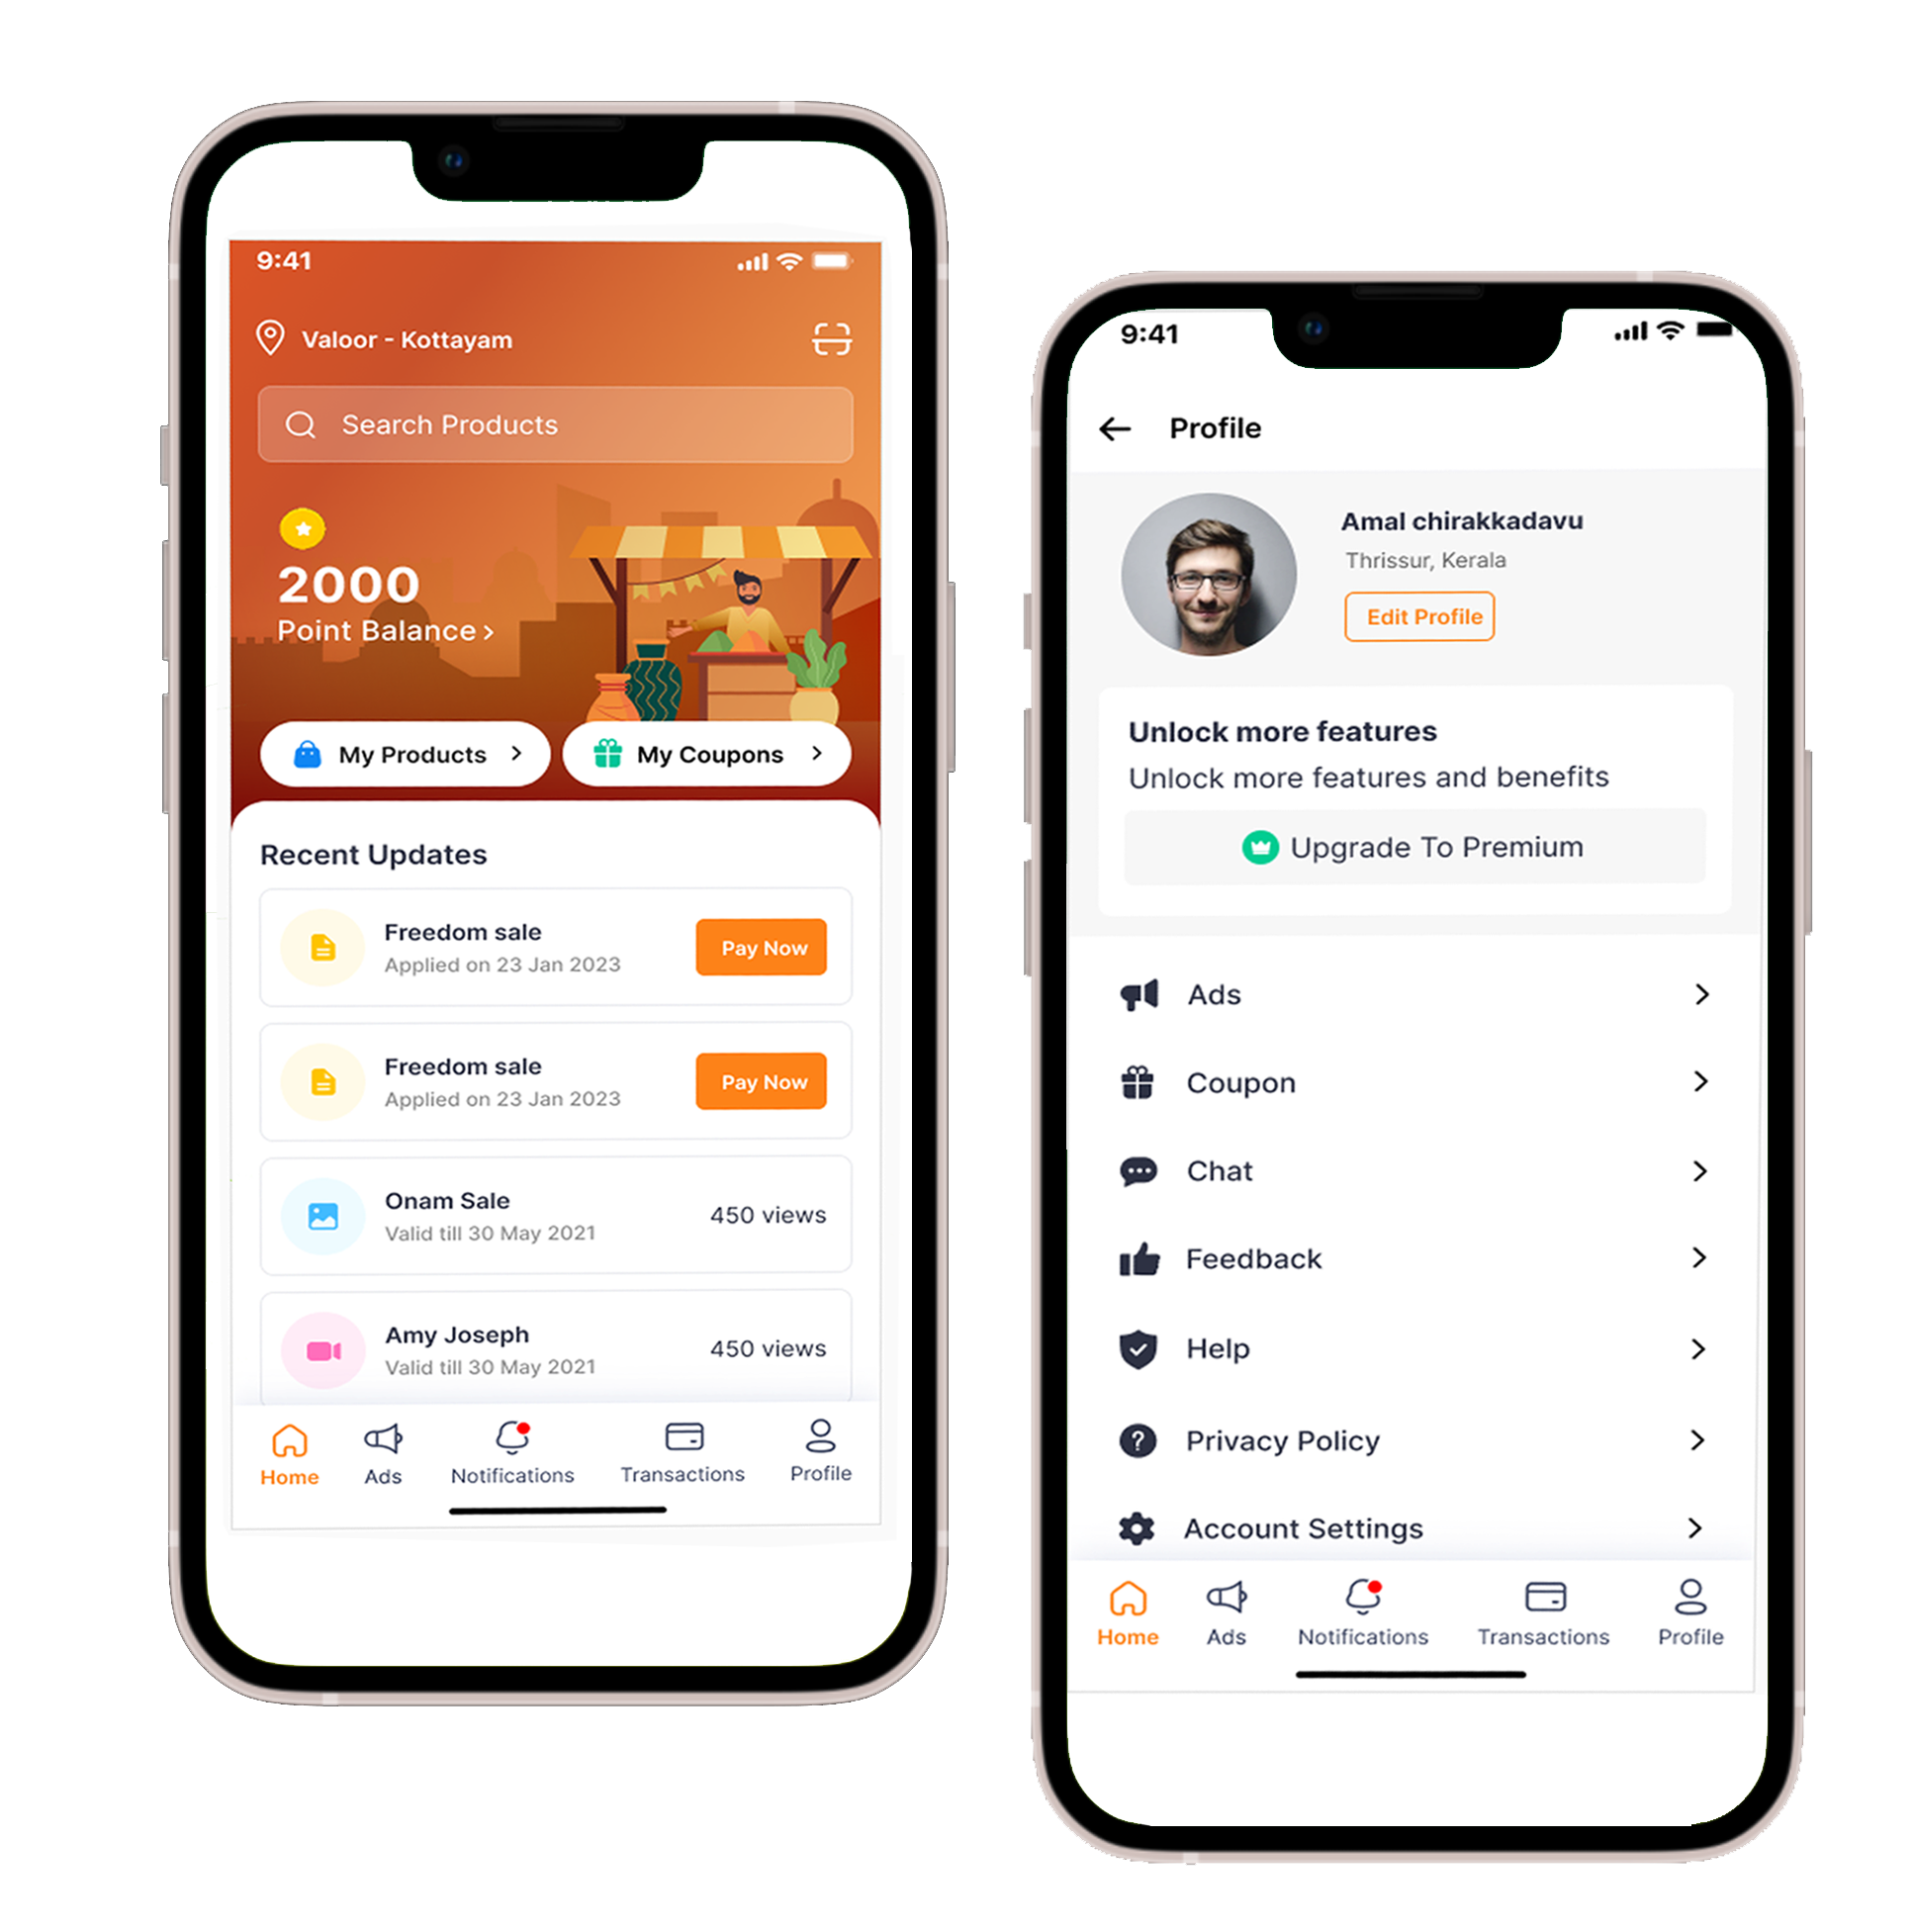 9:41
Valoor - Kottayam
Search Products
2000
Point Balance
My Products
My Coupons
Recent Updates
Freedom sale
Applied on 23 Jan 2023
Pay Now
Freedom sale
Applied on 23 Jan 2023
Pay Now
Onam Sale
Valid till 30 May 2021
450 views
Amy Joseph
Valid till 30 May 2021
450 views
Home
Ads
Notifications
Transactions
Profile
9:41
Profile
Amal chirakkadavu
Thrissur, Kerala
Edit Profile
Unlock more features
Unlock more features and benefits
Upgrade To Premium
Ads
Coupon
Chat
Feedback
Help
Privacy Policy
Account Settings
Home
Ads
Notifications
Transactions
Profile